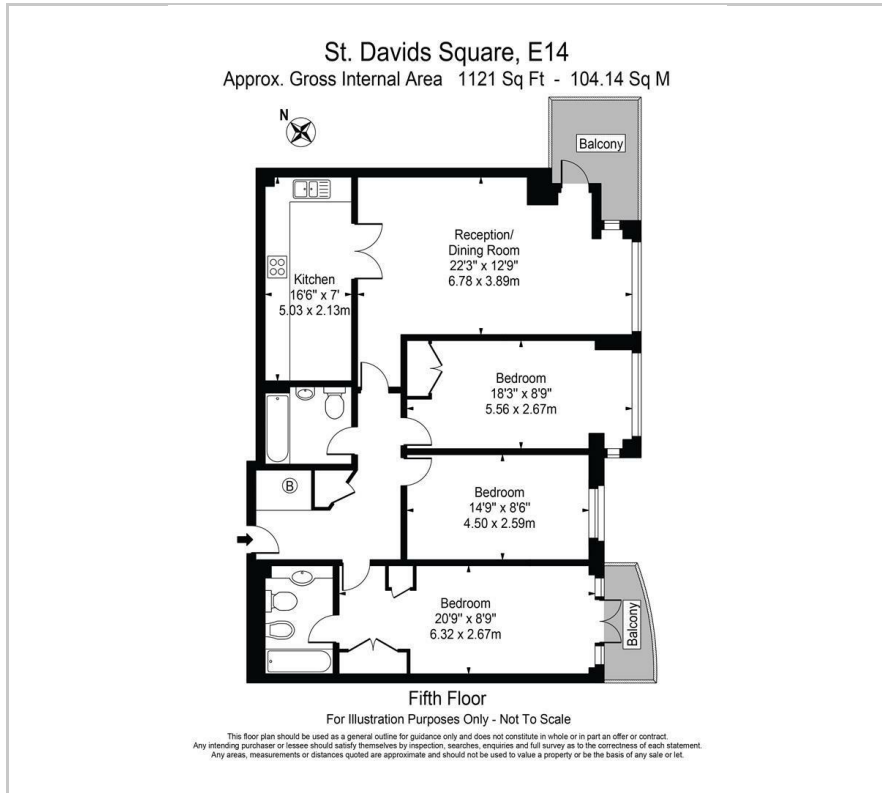 St. Davids Square, E14
Approx. Gross Internal Area 1121 Sq Ft - 104.14 Sq M
N
Balcony
Reception/
Dining Room
22'3" x 12'9"
6.78 x 3.89m
Kitchen
16'6" x 7'
5.03 x 2.13m
Bedroom
18'3" x 8'9"
5.56 x 2.67m
B
Bedroom
14'9" x 8'6"
4.50 x 2.59m
Bedroom
20'9" x 8'9"
6.32 x 2.67m
Balcony
Fifth Floor
For Illustration Purposes Only - Not To Scale
This floor plan should be used as a general outline for guidance only and does not constitute in whole or in part an offer or contract.
Any intending purchaser or lessee should satisfy themselves by inspection, searches, enquiries and full survey as to the correctness of each statement.
Any areas, measurements or distances quoted are approximate and should not be used to value a property or be the basis of any sale or let.